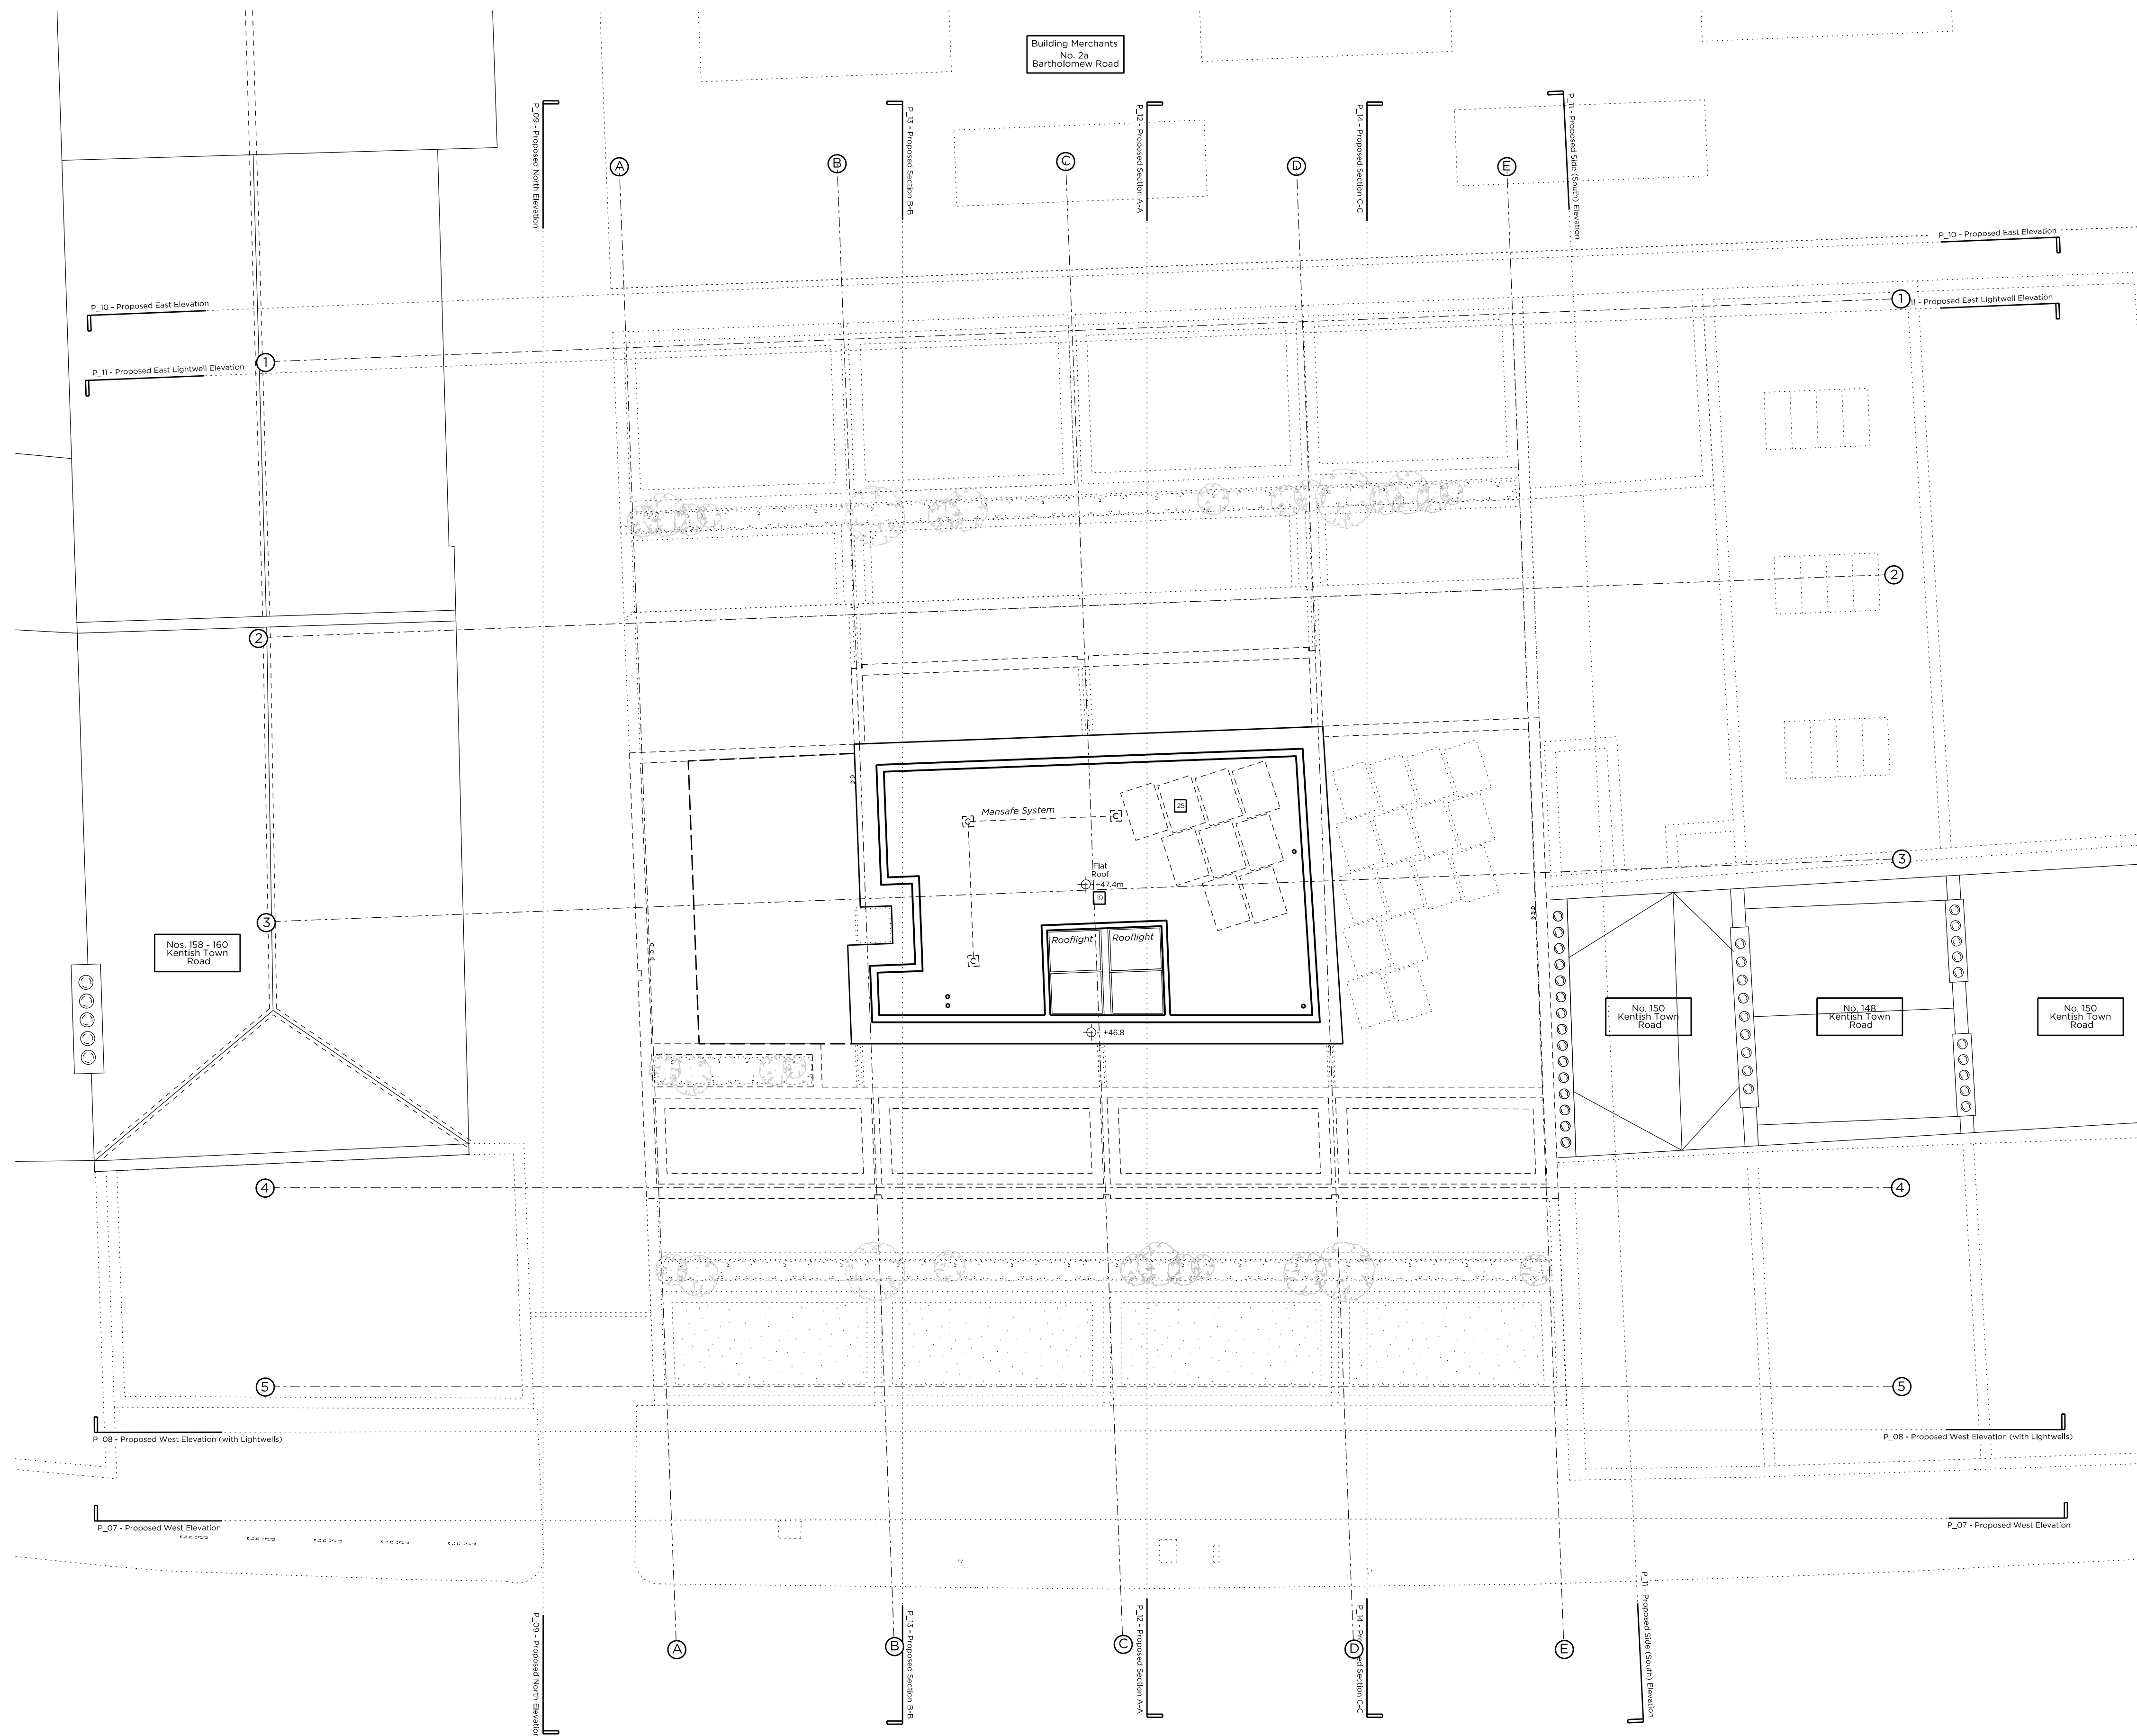 Building Merchants
No. 2a
Bartholomew Road
P_09 - Proposed North Elevation
P_13 - Proposed Section B-B
P_12 - Proposed Section A-A
P_14 - Proposed Section C-C
P_11 - Proposed Side (South) Elevation
A
B
C
D
E
P_10 - Proposed East Elevation
P_10 - Proposed East Elevation
1
11 - Proposed East Lightwell Elevation
1
P_11 - Proposed East Lightwell Elevation
2
2
Mansafe System
25
C
C
Flat
Roof
+47.4m
19
3
3
Rooflight
Rooflight
C
Nos. 158 - 160
Kentish Town
Road
No. 150
Kentish Town
Road
No. 148
Kentish Town
Road
No. 150
Kentish Town
Road
+46.8
4
4
5
5
P_08 - Proposed West Elevation (with Lightwells)
P_08 - Proposed West Elevation (with Lightwells)
P_07 - Proposed West Elevation
P_07 - Proposed West Elevation
P_09 - Proposed North Elevation
A
B
P_13 - Proposed Section B-B
C
P_12 - Proposed Section A-A
D
P_14 - Proposed Section C-C
E
P_11 - Proposed Side (South) Elevation